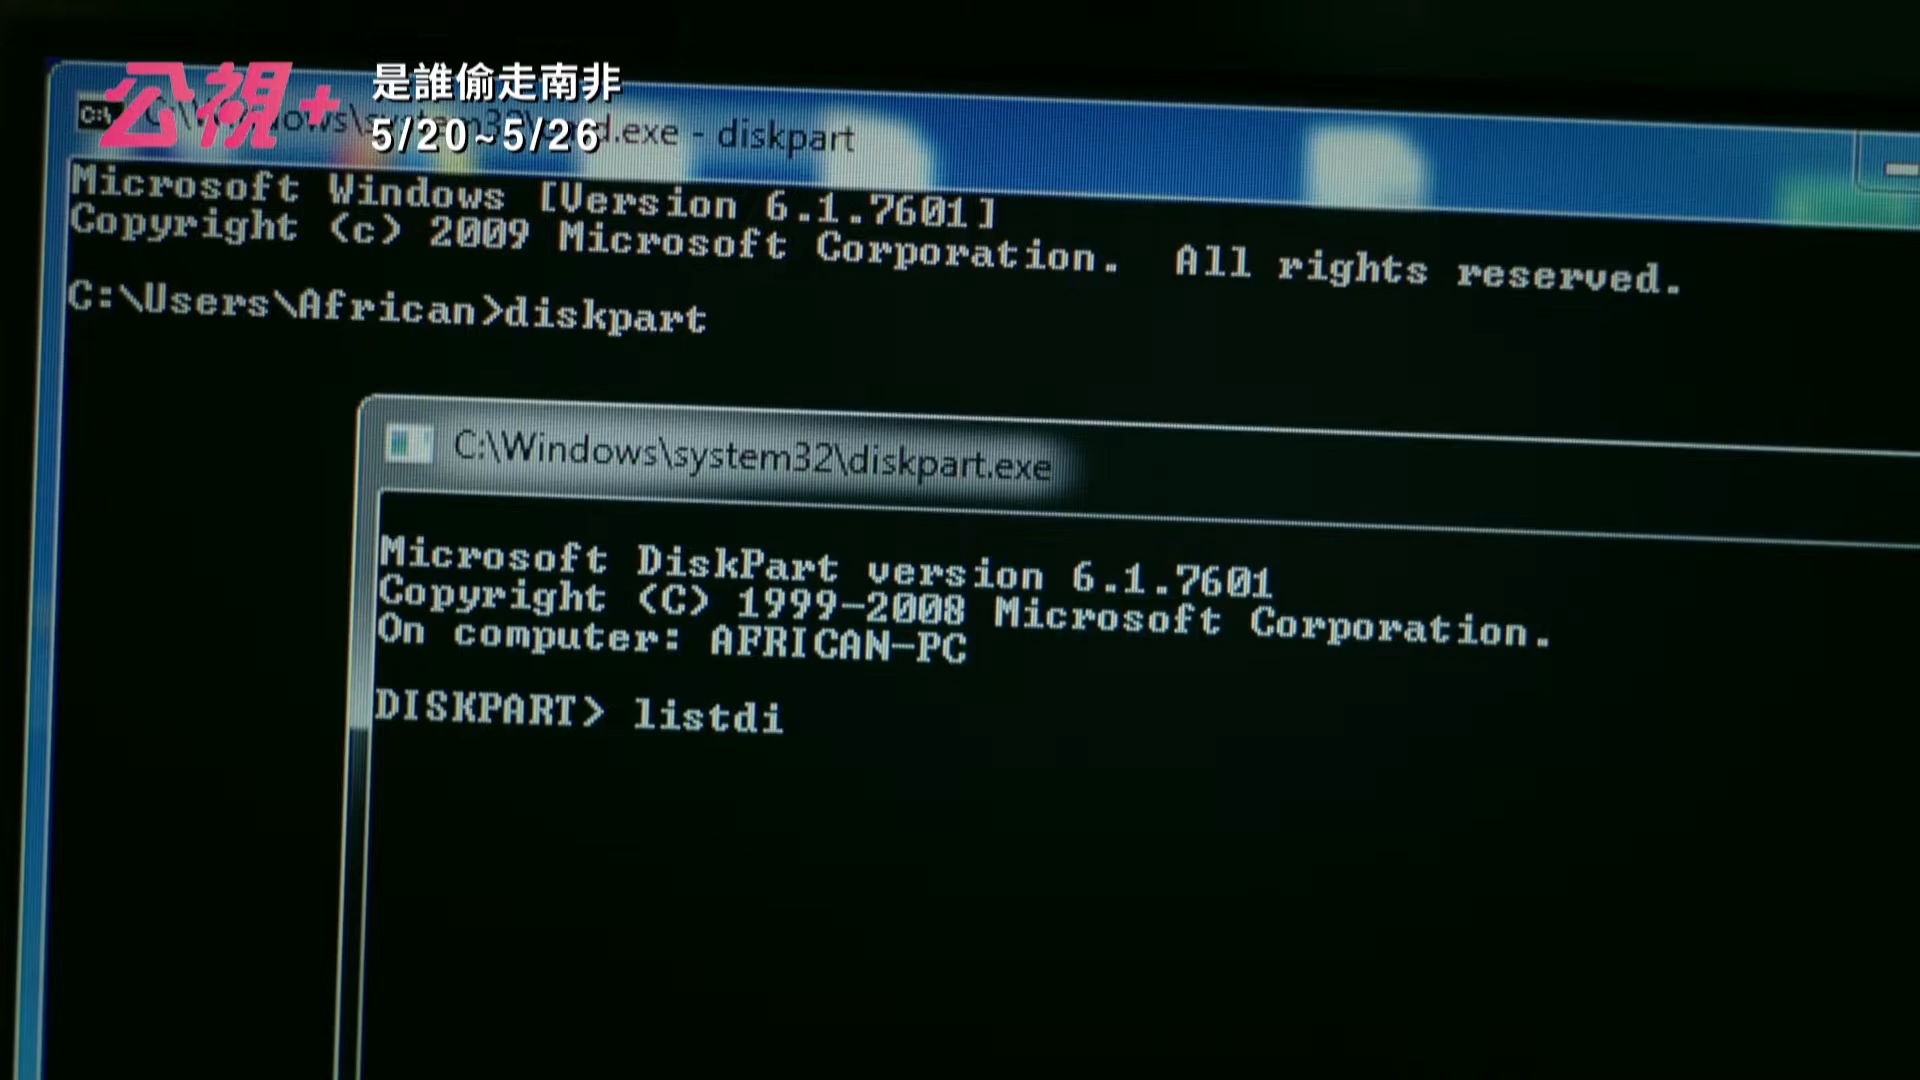 公視+
是誰偷走南非
5/20~5/26
d.exe - diskpart
Microsoft Windows [Version 6.1.7601]
Copyright (c) 2009 Microsoft Corporation.  All rights reserved.
C:\Users\African>diskpart
C:\Windows\system32\diskpart.exe
Microsoft DiskPart version 6.1.7601
Copyright (C) 1999-2008 Microsoft Corporation.
On computer: AFRICAN-PC
DISKPART> listdi